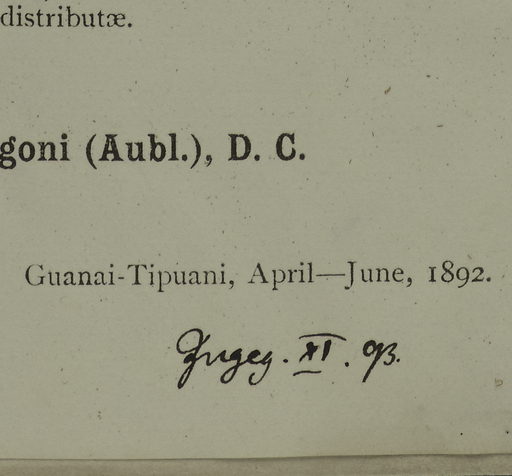 distributæ.
goni (Aubl.), D. C.
Guanai-Tipuani, April—June, 1892.
Zugeg. XI. 93.